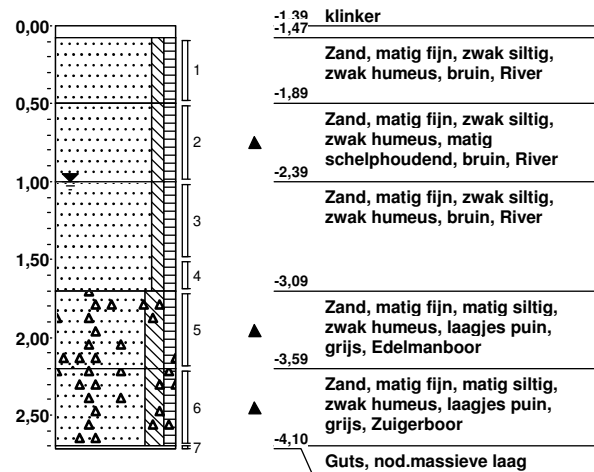 0,00
-1.39 klinker
-1,47
1
Zand, matig fijn, zwak siltig,
zwak humeus, bruin, River
0,50
-1,89
2
Zand, matig fijn, zwak siltig,
zwak humeus, matig
schelphoudend, bruin, River
1,00
-2,39
3
Zand, matig fijn, zwak siltig,
zwak humeus, bruin, River
1,50
4
-3,09
5
Zand, matig fijn, matig siltig,
zwak humeus, laagjes puin,
grijs, Edelmanboor
2,00
-3,59
6
Zand, matig fijn, matig siltig,
zwak humeus, laagjes puin,
grijs, Zuigerboor
2,50
-4,10
7
Guts, nod.massieve laag